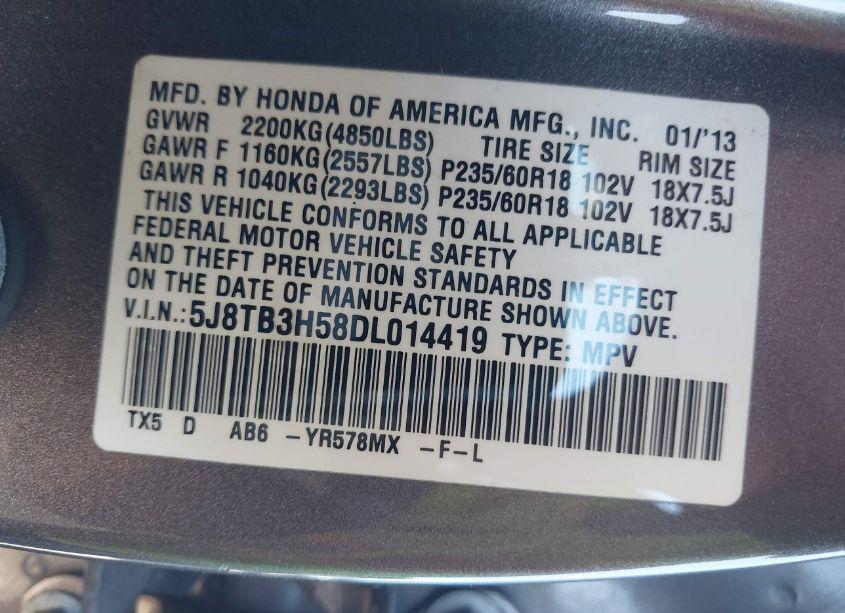 MFD. BY HONDA OF AMERICA MFG., INC. 01/'13
GVWR 2200KG(4850LBS) TIRE SIZE RIM SIZE
GAWR F 1160KG(2557LBS) P235/60R18 102V 18X7.5J
GAWR R 1040KG(2293LBS) P235/60R18 102V 18X7.5J
THIS VEHICLE CONFORMS TO ALL APPLICABLE
FEDERAL MOTOR VEHICLE SAFETY
AND THEFT PREVENTION STANDARDS IN EFFECT
ON THE DATE OF MANUFACTURE SHOWN ABOVE.
V.I.N.:5J8TB3H58DL014419 TYPE: MPV
TX5 D AB6 -YR578MX -F-L